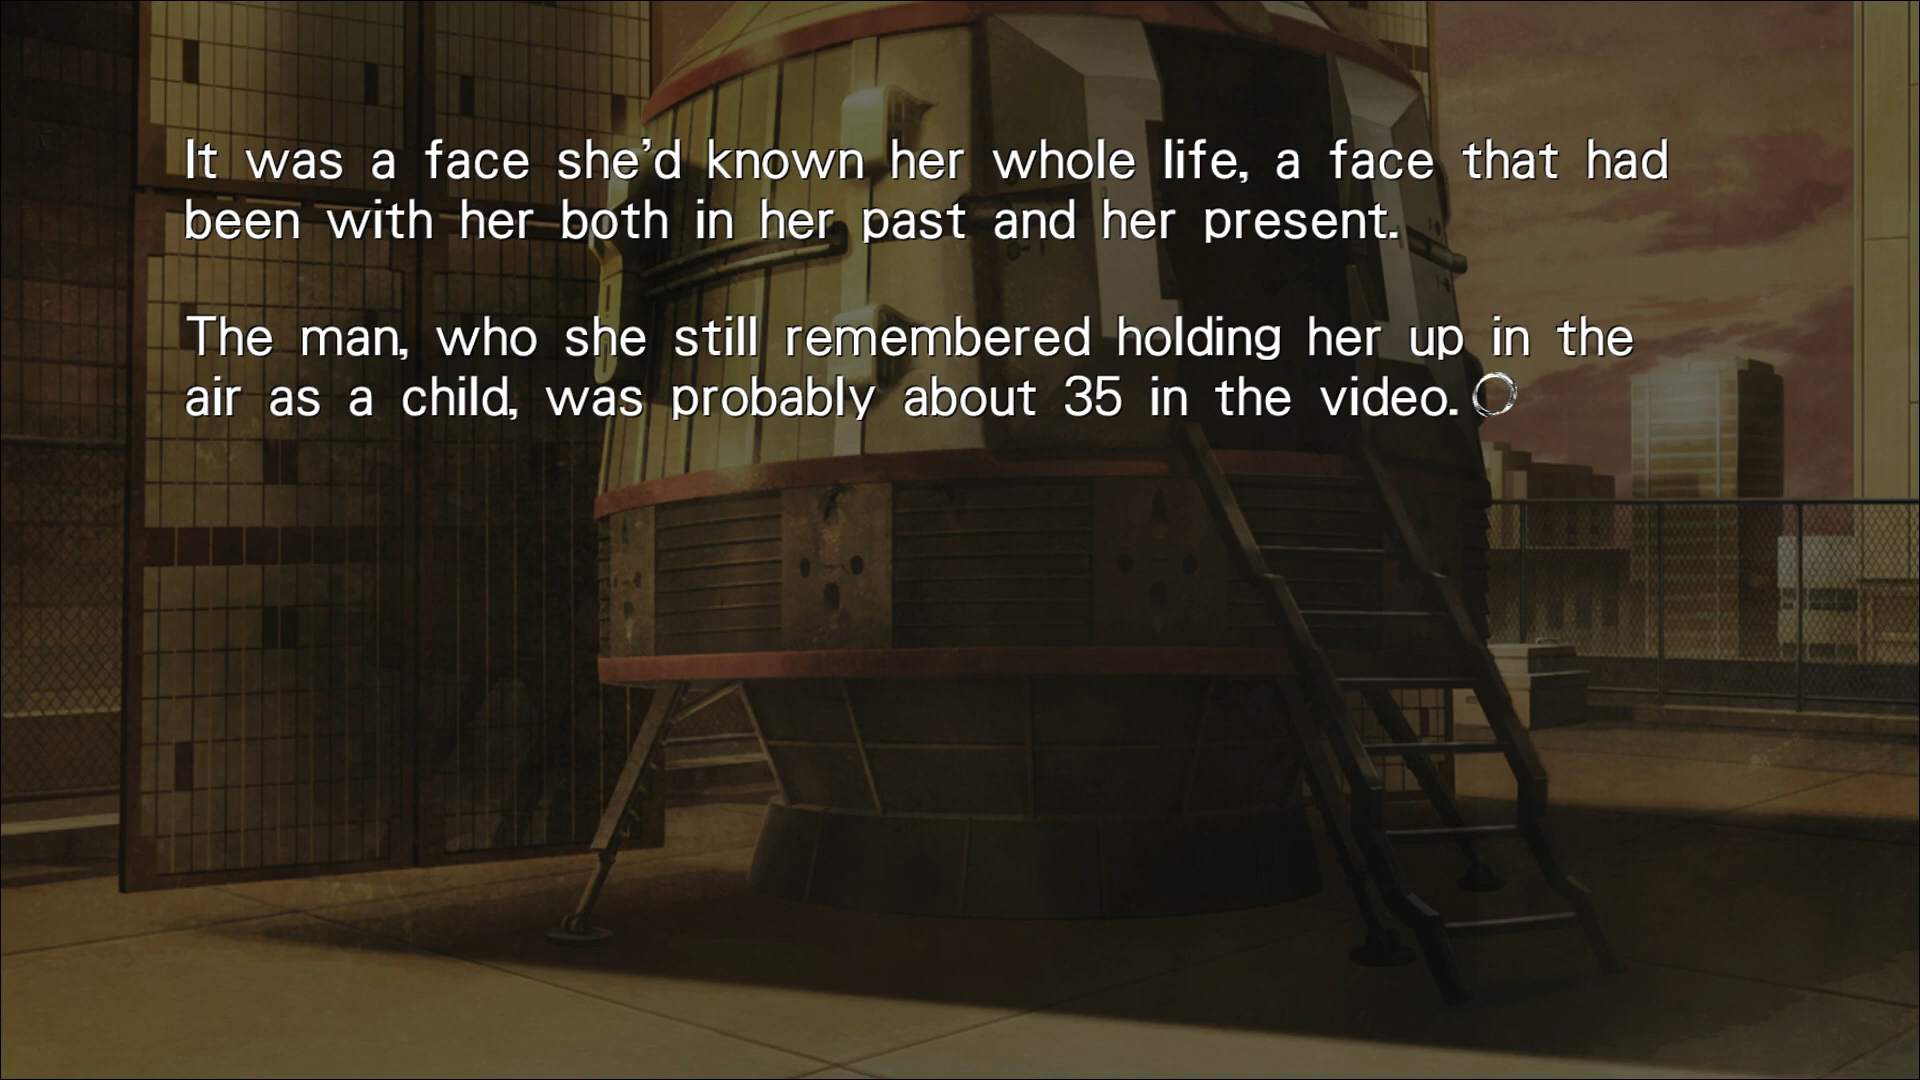 It was a face she’d known her whole life, a face that had
been with her both in her past and her present.
The man, who she still remembered holding her up in the
air as a child, was probably about 35 in the video.